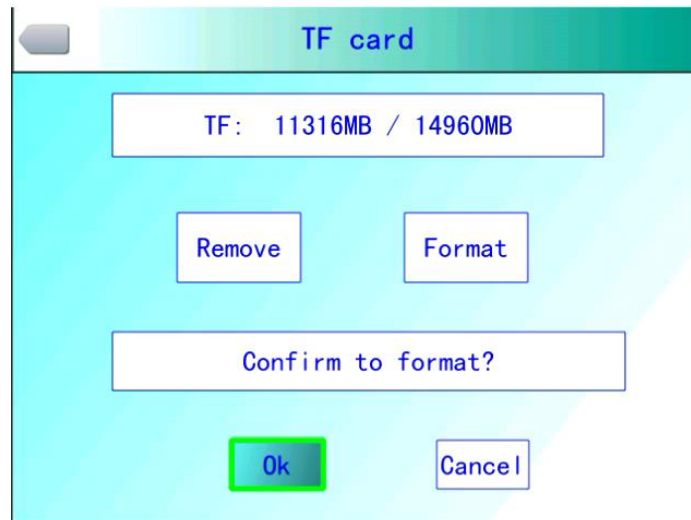 TF card
TF: 11316MB / 14960MB
Remove Format
Confirm to format?
Ok Cancel